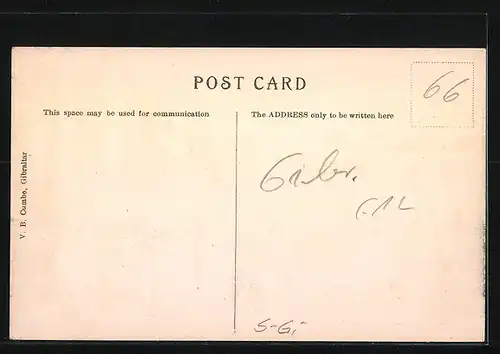 POST CARD
66
This space may be used for communication
The ADDRESS only to be written here
V. B. Cumbo, Gibraltar
Gibr.
S-Gi